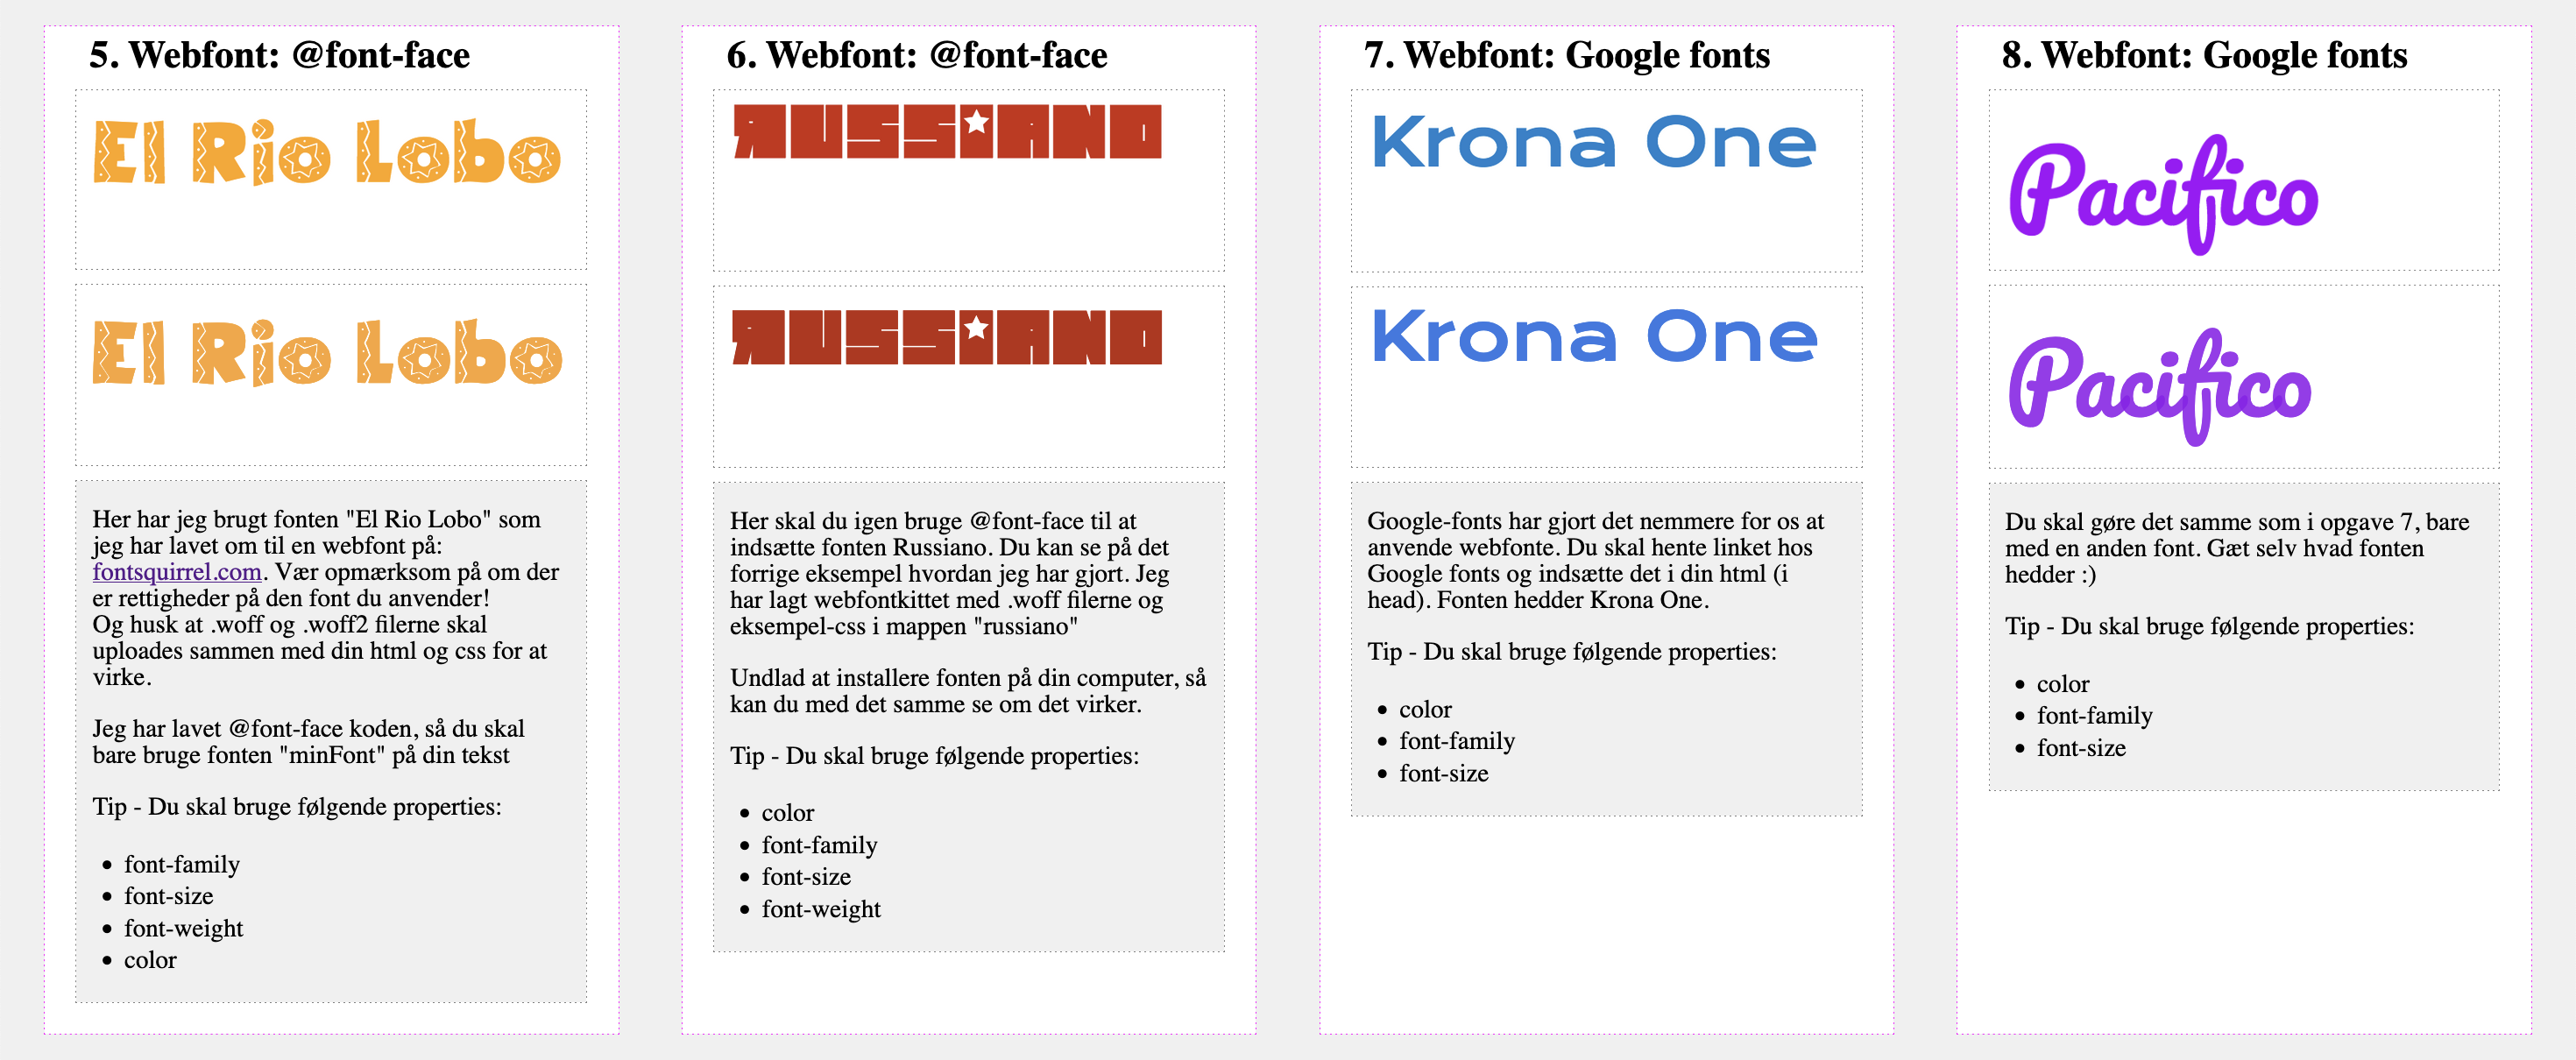 5. Webfont: @font-face
El Rio Lobo
El Rio Lobo
Her har jeg brugt fonten "El Rio Lobo" som
jeg har lavet om til en webfont på:
fontsquirrel.com. Vær opmærksom på om der
er rettigheder på den font du anvender!
Og husk at .woff og .woff2 filerne skal
uploades sammen med din html og css for at
virke.
Jeg har lavet @font-face koden, så du skal
bare bruge fonten "minFont" på din tekst
Tip - Du skal bruge følgende properties:
• font-family
• font-size
• font-weight
• color
6. Webfont: @font-face
RUSSIANO
RUSSIANO
Her skal du igen bruge @font-face til at
indsætte fonten Russiano. Du kan se på det
forrige eksempel hvordan jeg har gjort. Jeg
har lagt webfontkittet med .woff filerne og
eksempel-css i mappen "russiano"
Undlad at installere fonten på din computer, så
kan du med det samme se om det virker.
Tip - Du skal bruge følgende properties:
• color
• font-family
• font-size
• font-weight
7. Webfont: Google fonts
Krona One
Krona One
Google-fonts har gjort det nemmere for os at
anvende webfonte. Du skal hente linket hos
Google fonts og indsætte det i din html (i
head). Fonten hedder Krona One.
Tip - Du skal bruge følgende properties:
• color
• font-family
• font-size
8. Webfont: Google fonts
Pacifico
Pacifico
Du skal gøre det samme som i opgave 7, bare
med en anden font. Gæt selv hvad fonten
hedder :)
Tip - Du skal bruge følgende properties:
• color
• font-family
• font-size